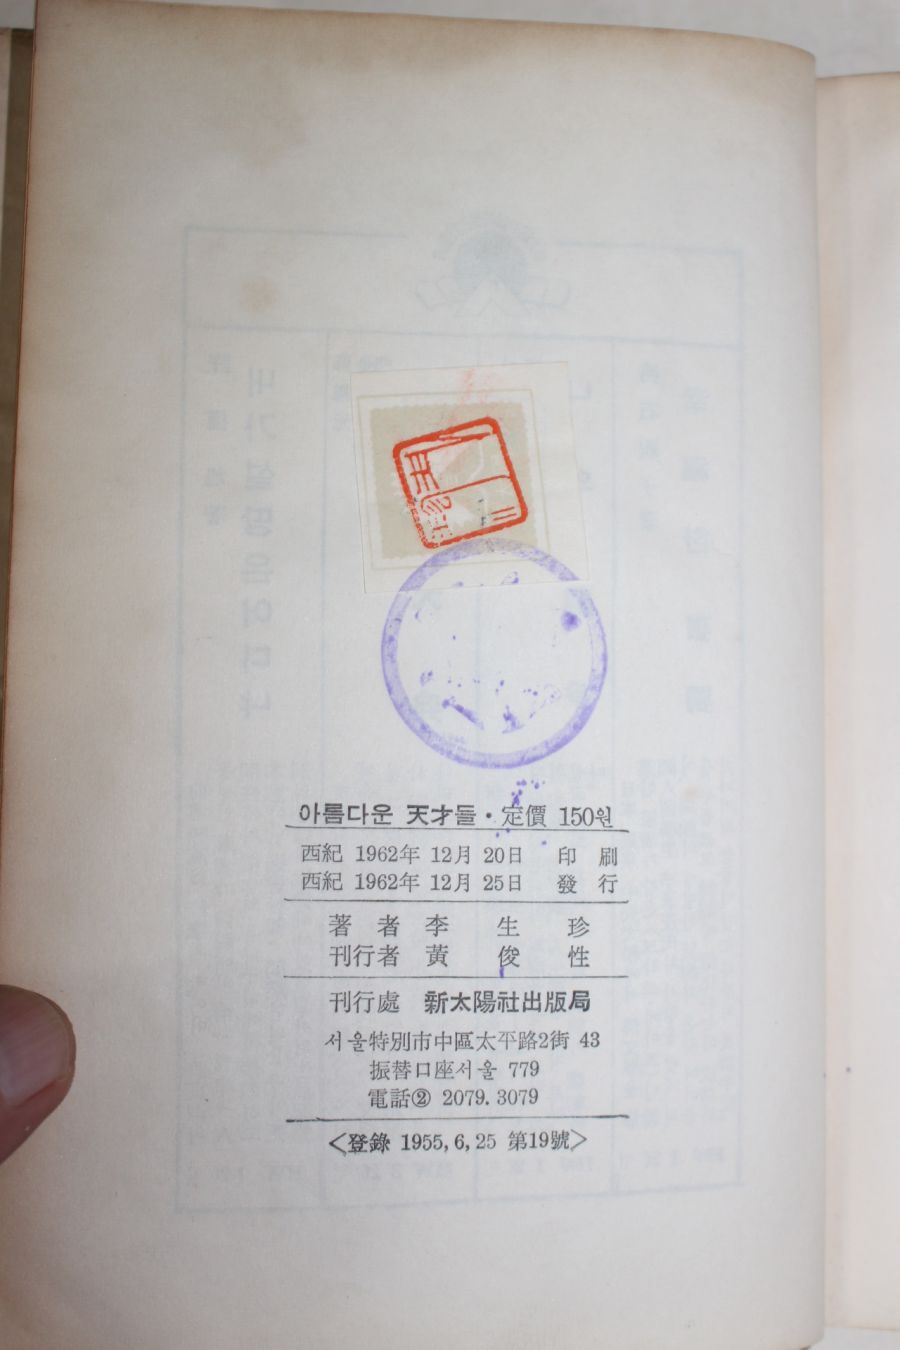 아름다운 天才들・定價 150원
西紀 1962年 12月 20日 印 刷
西紀 1962年 12月 25日 發 行
著 者 李 生 珍
刊行者 黃 俊 性
刊行處 新太陽社出版局
서울特別市中區太平路2街 43
振替口座서울 779
電話② 2079. 3079
<登錄 1955, 6, 25 第19號>